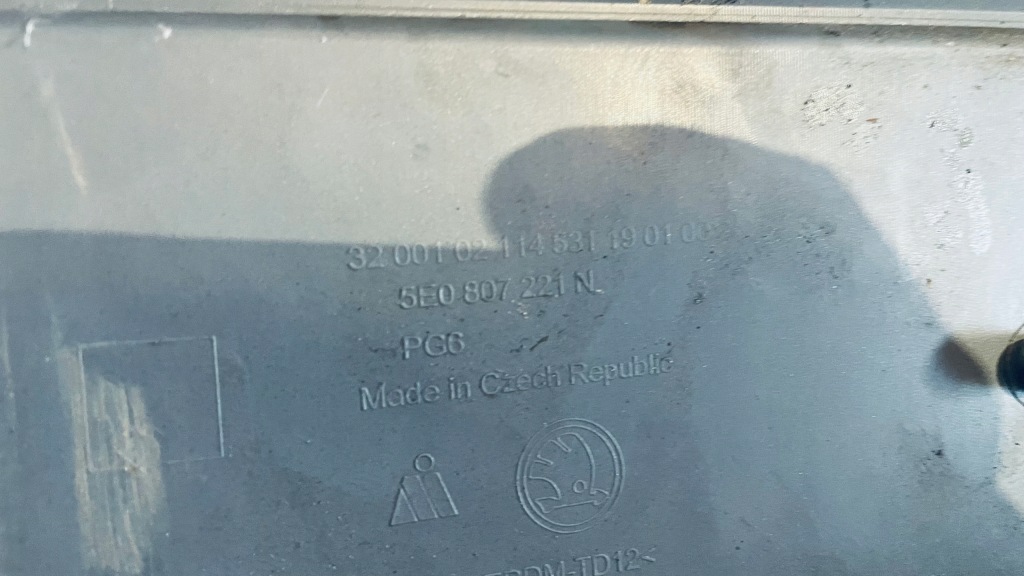 32 001 02 114 531 19 01 00
5E0 807 221 N
PG6
Made in Czech Republic